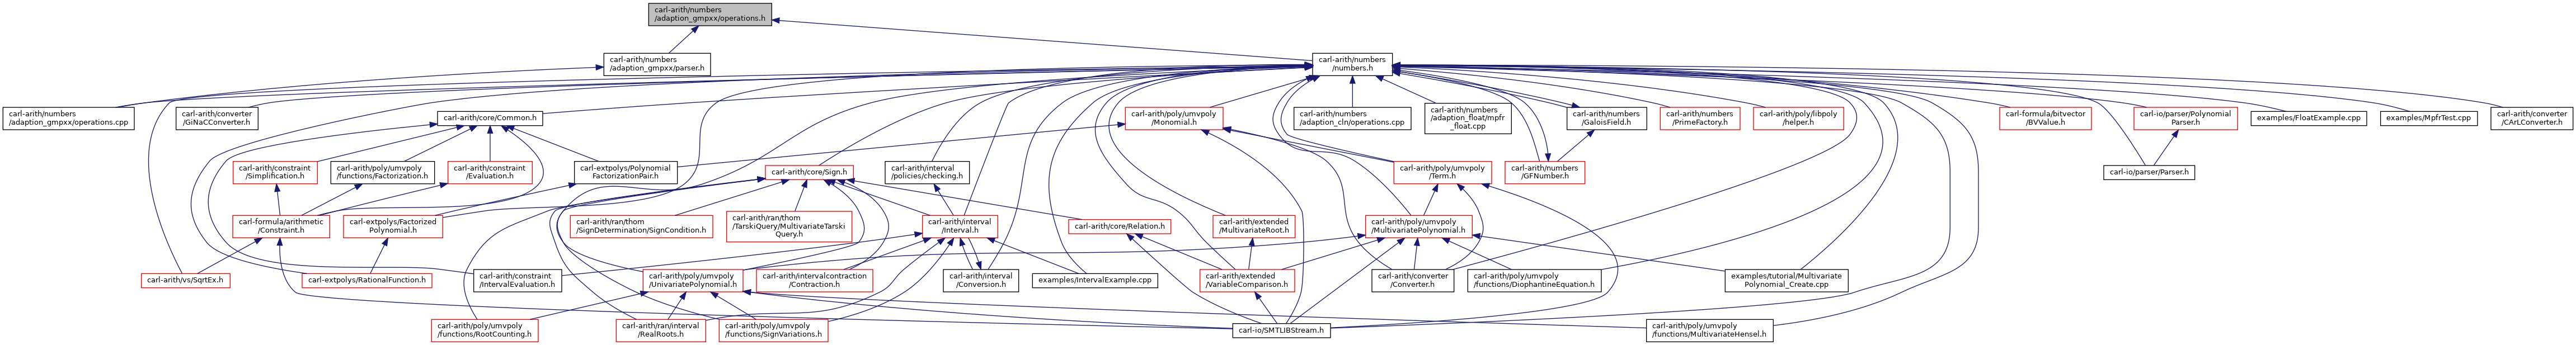 carl-arith/numbers
/adaption_gmpxx/operations.h
carl-arith/numbers
/adaption_gmpxx/parser.h
carl-arith/numbers
/numbers.h
carl-arith/numbers
/adaption_gmpxx/operations.cpp
carl-arith/converter
/GiNaCConverter.h
carl-arith/core/Common.h
carl-arith/poly/umvpoly
/Monomial.h
carl-arith/numbers
/adaption_cln/operations.cpp
carl-arith/numbers
/adaption_float/mpfr
_float.cpp
carl-arith/numbers
/GaloisField.h
carl-arith/numbers
/PrimeFactory.h
carl-arith/poly/libpoly
/helper.h
carl-formula/bitvector
/BVValue.h
carl-io/parser/Polynomial
Parser.h
examples/FloatExample.cpp
examples/MpfrTest.cpp
carl-arith/converter
/CArLConverter.h
carl-arith/constraint
/Simplification.h
carl-arith/poly/umvpoly
/functions/Factorization.h
carl-arith/constraint
/Evaluation.h
carl-extpolys/Polynomial
FactorizationPair.h
carl-arith/core/Sign.h
carl-arith/interval
/policies/checking.h
carl-arith/poly/umvpoly
/Term.h
carl-arith/numbers
/GFNumber.h
carl-io/parser/Parser.h
carl-formula/arithmetic
/Constraint.h
carl-extpolys/Factorized
Polynomial.h
carl-arith/ran/thom
/SignDetermination/SignCondition.h
carl-arith/ran/thom
/TarskiQuery/MultivariateTarski
Query.h
carl-arith/interval
/Interval.h
carl-arith/core/Relation.h
carl-arith/extended
/MultivariateRoot.h
carl-arith/poly/umvpoly
/MultivariatePolynomial.h
carl-arith/vs/SqrtEx.h
carl-extpolys/RationalFunction.h
carl-arith/constraint
/IntervalEvaluation.h
carl-arith/poly/umvpoly
/UnivariatePolynomial.h
carl-arith/intervalcontraction
/Contraction.h
carl-arith/interval
/Conversion.h
examples/IntervalExample.cpp
carl-arith/extended
/VariableComparison.h
carl-arith/converter
/Converter.h
carl-arith/poly/umvpoly
/functions/DiophantineEquation.h
examples/tutorial/Multivariate
Polynomial_Create.cpp
carl-arith/poly/umvpoly
/functions/RootCounting.h
carl-arith/ran/interval
/RealRoots.h
carl-arith/poly/umvpoly
/functions/SignVariations.h
carl-io/SMTLIBStream.h
carl-arith/poly/umvpoly
/functions/MultivariateHensel.h